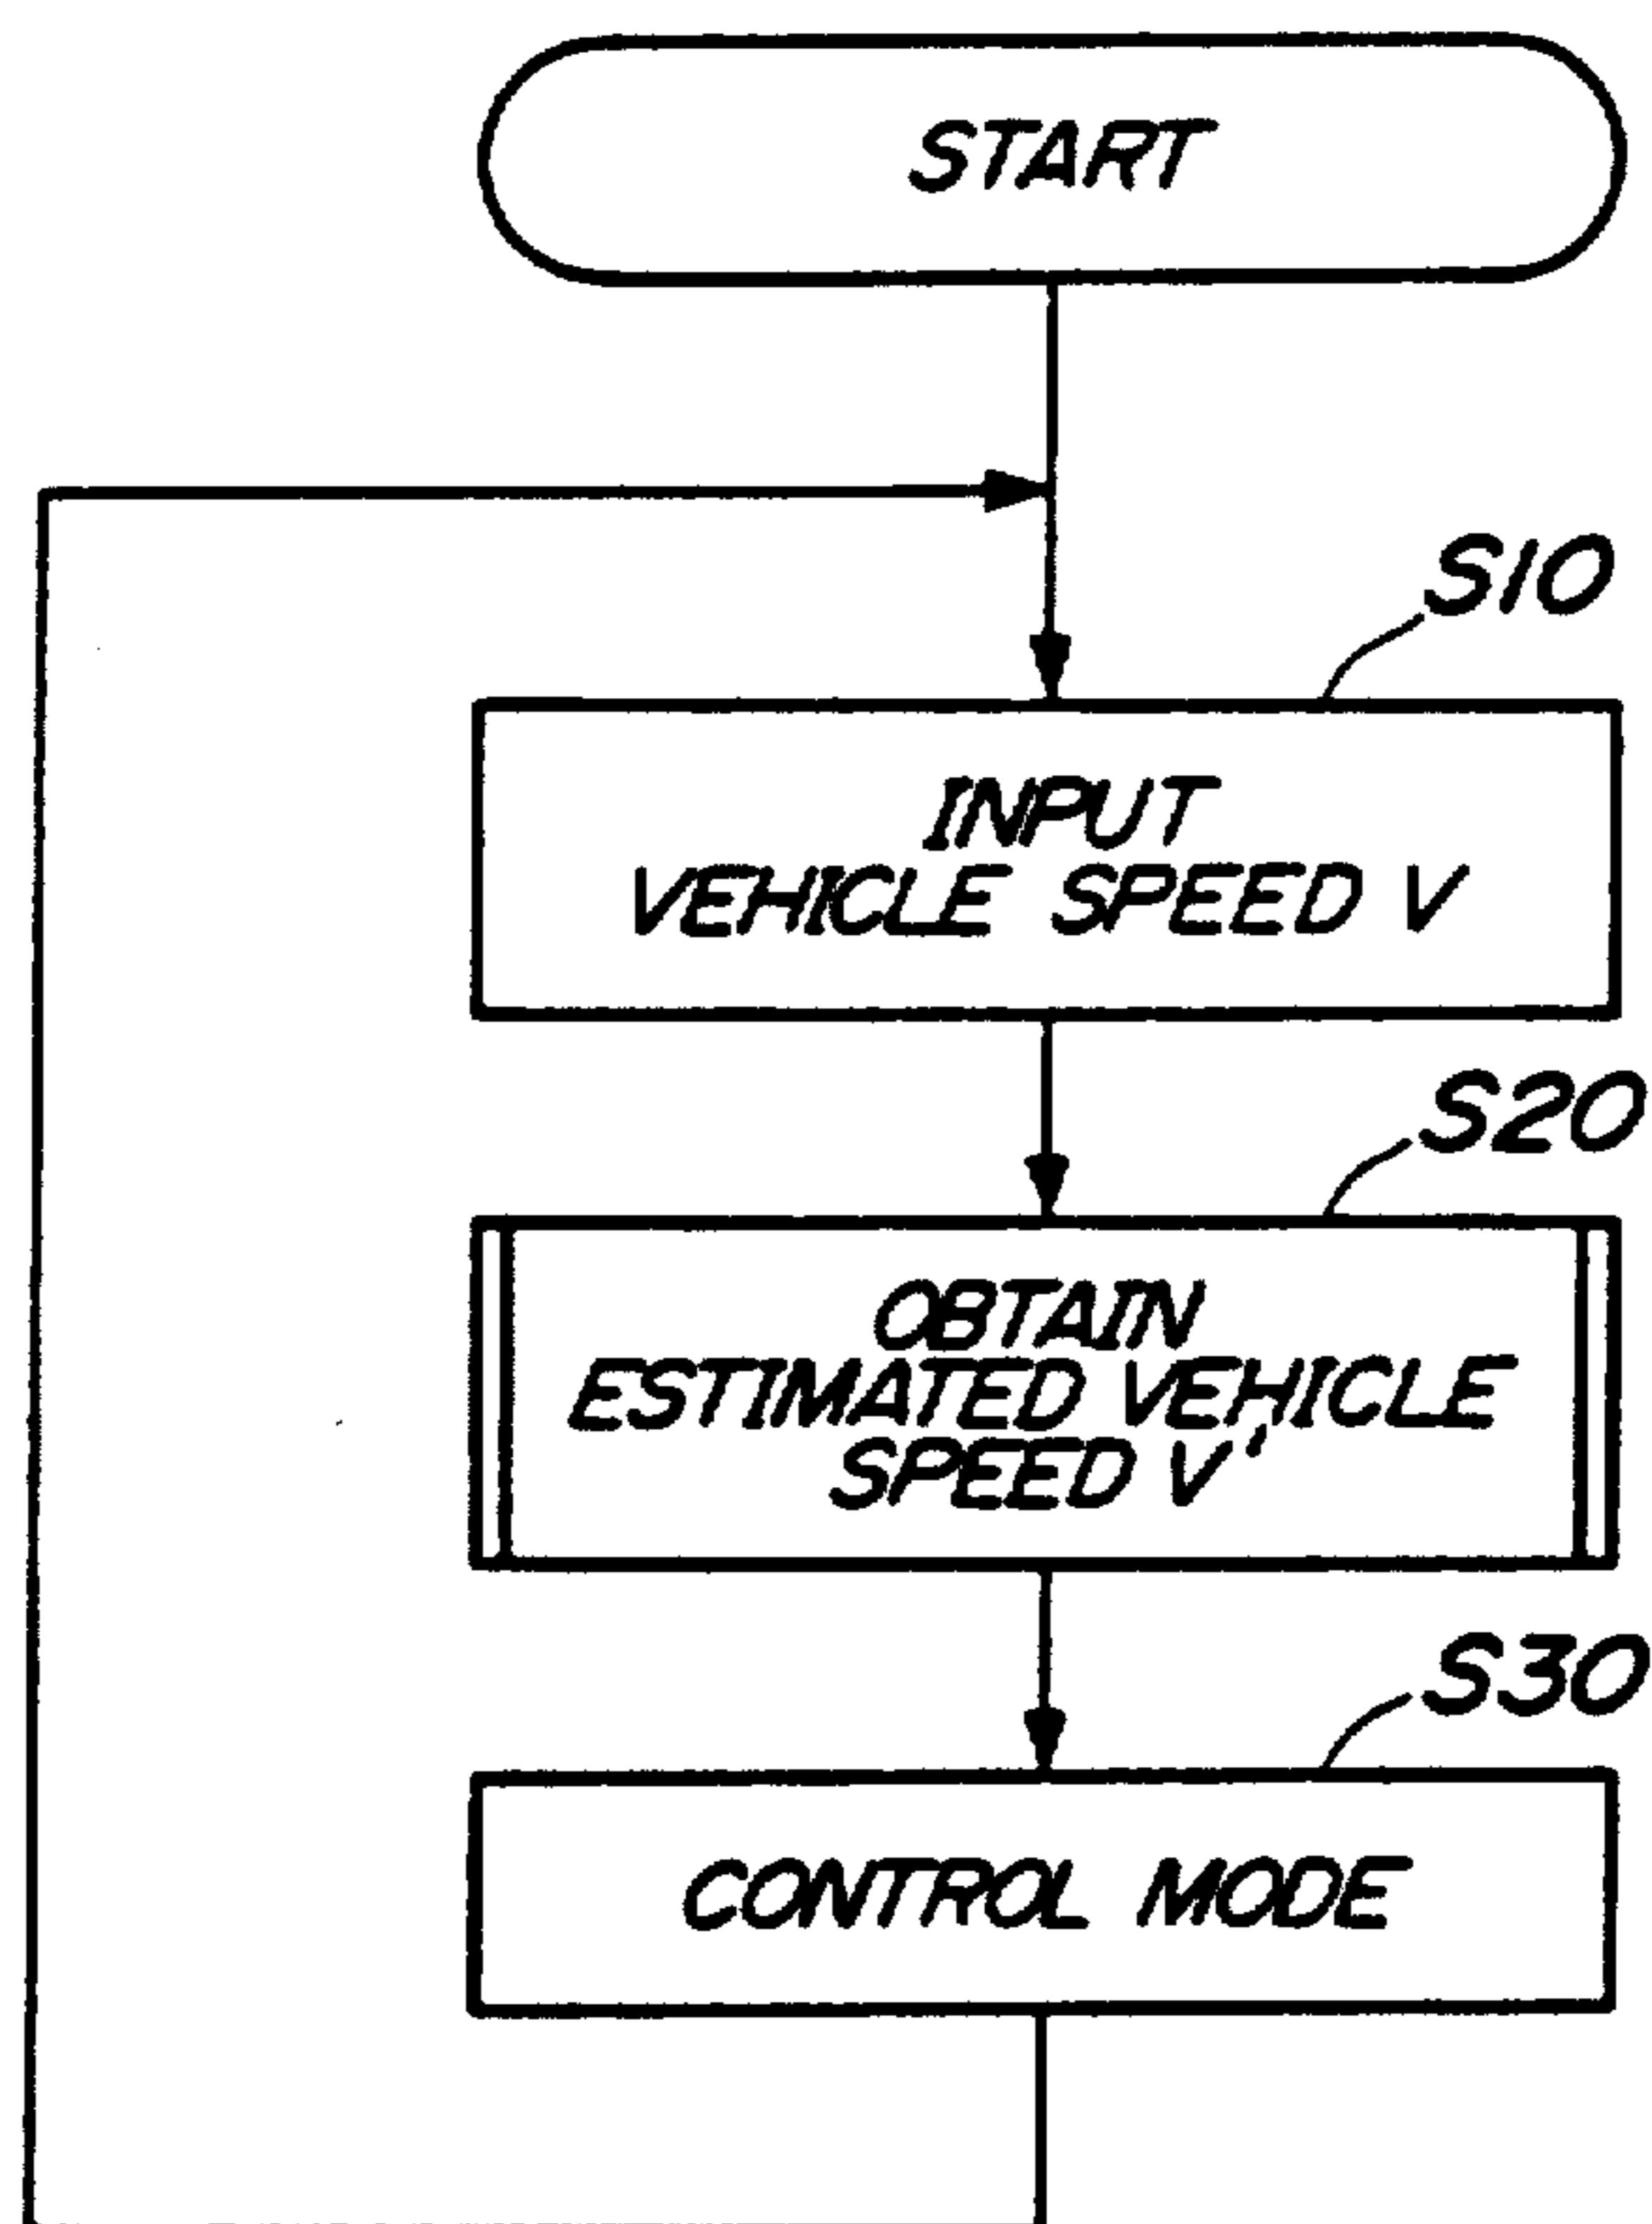 START
S10
INPUT
VEHICLE SPEED V
S20
OBTAIN
ESTIMATED VEHICLE
SPEED V'
S30
CONTROL MODE